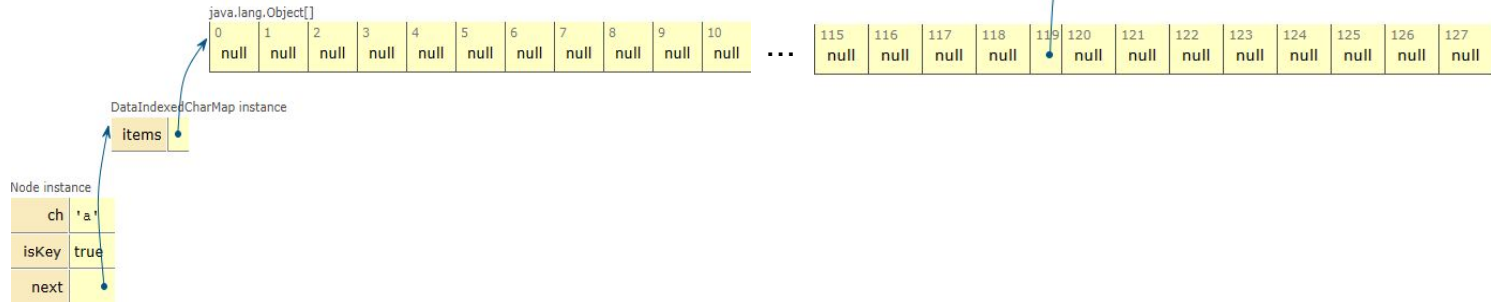 java.lang.Object[]
0 1 2 3 4 5 6 7 8 9 10 115 116 117 118 119 120 121 122 123 124 125 126 127
null null null null null null null null null null null ... null null null null null null null null null null null null
DataIndexedCharMap instance
items
Node instance
ch 'a'
isKey true
next